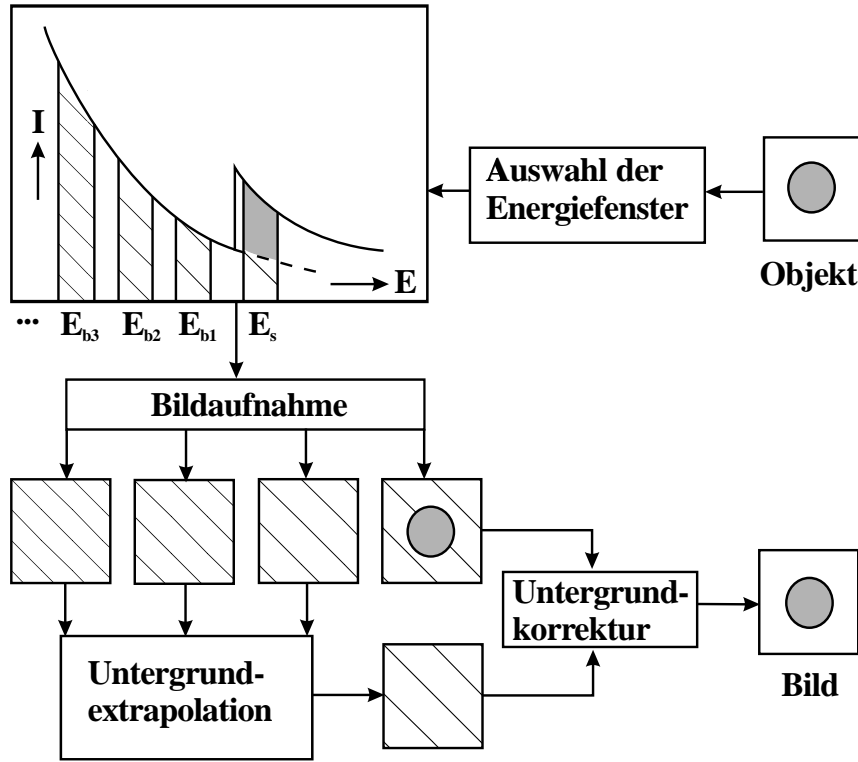 I
Auswahl der
Energiefenster
E
Objekt
... E_b3 E_b2 E_b1 E_s
Bildaufnahme
Untergrund-
korrektur
Untergrund-
extrapolation
Bild